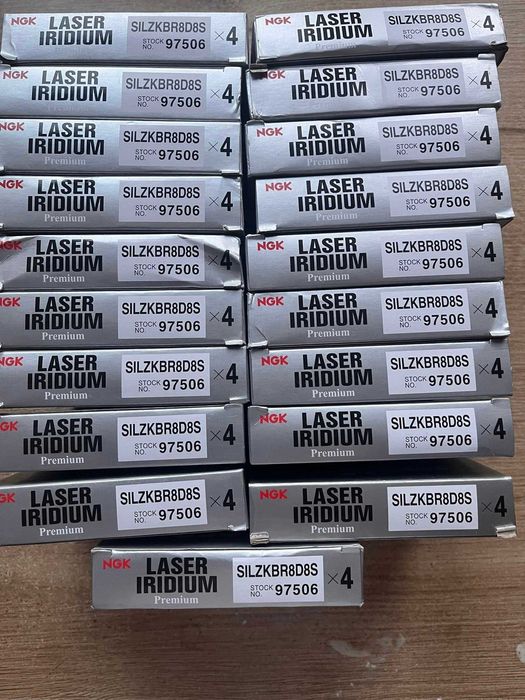 LASER
IRIDIUM
SILZKBR8D8S
STOCK NO. 97506
×4
LASER
IRIDIUM
SILZKBR8D8S
STOCK NO. 97506
×4
NGK
LASER
IRIDIUM
SILZKBR8D8S
STOCK NO. 97506
×4
NGK
LASER
IRIDIUM
SILZKBR8D8S
STOCK NO. 97506
×4
NGK
LASER
IRIDIUM
Premium
SILZKBR8D8S
STOCK NO. 97506
×4
NGK
LASER
IRIDIUM
Premium
SILZKBR8D8S
STOCK NO. 97506
×4
NGK
LASER
IRIDIUM
Premium
SILZKBR8D8S
STOCK NO. 97506
×4
NGK
LASER
IRIDIUM
Premium
SILZKBR8D8S
STOCK NO. 97506
×4
NGK
LASER
IRIDIUM
Premium
SILZKBR8D8S
STOCK NO. 97506
×4
NGK
LASER
IRIDIUM
Premium
SILZKBR8D8S
STOCK NO. 97506
×4
NGK
LASER
IRIDIUM
Premium
SILZKBR8D8S
STOCK NO. 97506
×4
NGK
LASER
IRIDIUM
Premium
SILZKBR8D8S
STOCK NO. 97506
×4
NGK
LASER
IRIDIUM
Premium
SILZKBR8D8S
STOCK NO. 97506
×4
NGK
LASER
IRIDIUM
Premium
SILZKBR8D8S
STOCK NO. 97506
×4
NGK
LASER
IRIDIUM
Premium
SILZKBR8D8S
STOCK NO. 97506
×4
NGK
LASER
IRIDIUM
Premium
SILZKBR8D8S
STOCK NO. 97506
×4
NGK
LASER
IRIDIUM
Premium
SILZKBR8D8S
STOCK NO. 97506
×4
NGK
LASER
IRIDIUM
Premium
SILZKBR8D8S
STOCK NO. 97506
×4
NGK
LASER
IRIDIUM
Premium
SILZKBR8D8S
STOCK NO. 97506
×4